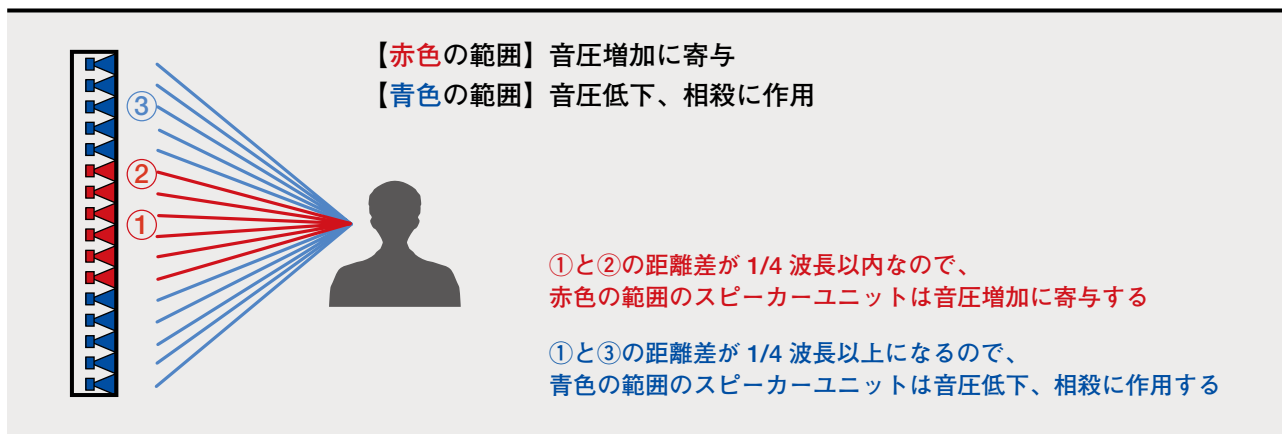 【赤色の範囲】音圧増加に寄与
【青色の範囲】音圧低下、相殺に作用
③
②
①
①と②の距離差が 1/4 波長以内なので、
赤色の範囲のスピーカーユニットは音圧増加に寄与する
①と③の距離差が 1/4 波長以上になるので、
青色の範囲のスピーカーユニットは音圧低下、相殺に作用する